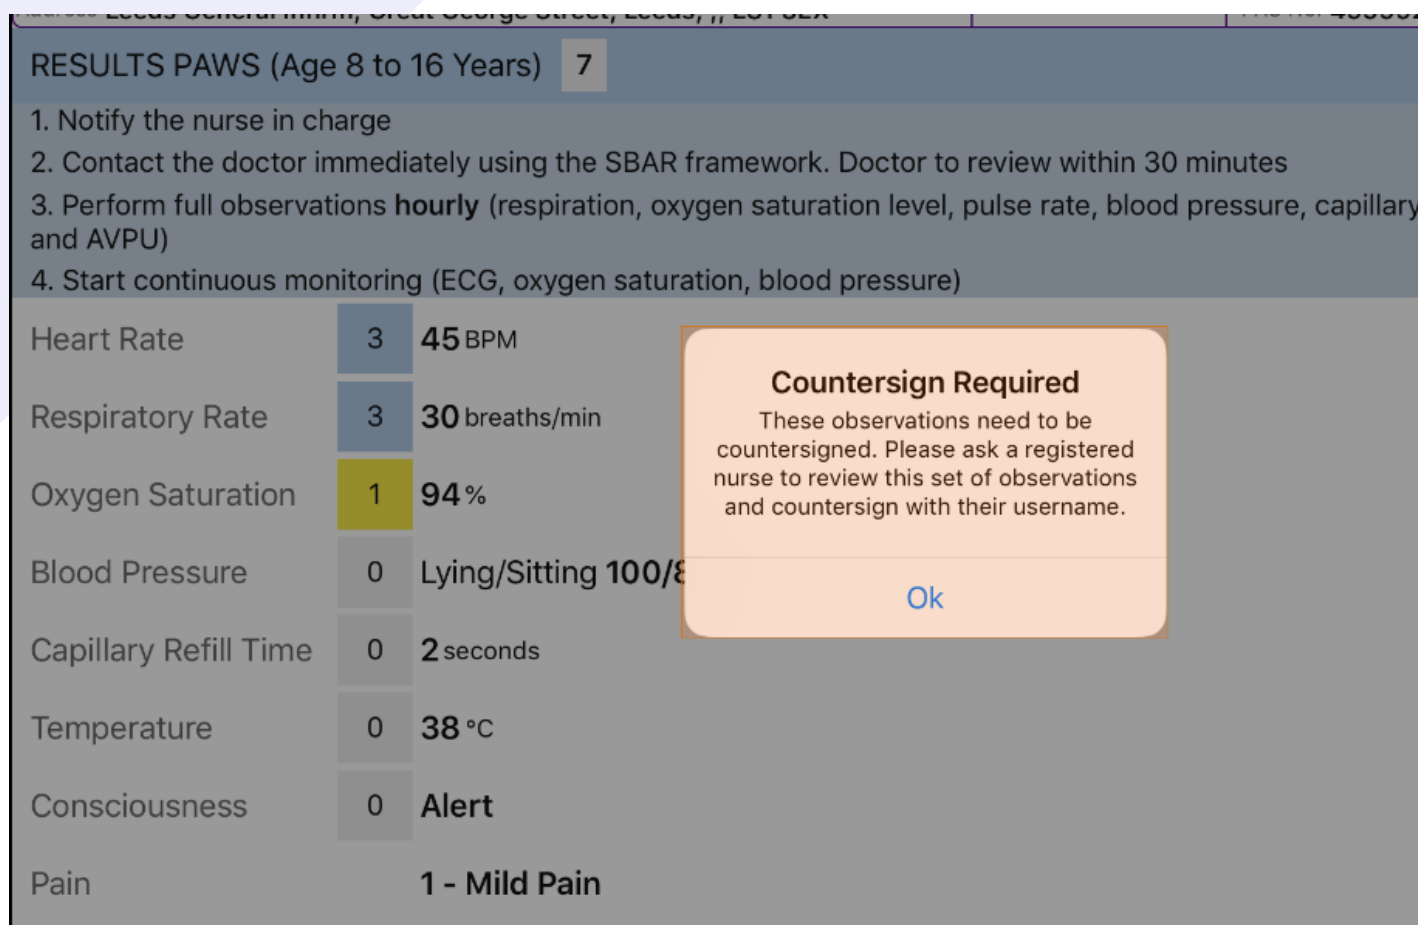 RESULTS PAWS (Age 8 to 16 Years) 7
1. Notify the nurse in charge
2. Contact the doctor immediately using the SBAR framework. Doctor to review within 30 minutes
3. Perform full observations hourly (respiration, oxygen saturation level, pulse rate, blood pressure, capillary
and AVPU)
4. Start continuous monitoring (ECG, oxygen saturation, blood pressure)
Heart Rate 3 45 BPM
Respiratory Rate 3 30 breaths/min
Oxygen Saturation 1 94 %
Blood Pressure 0 Lying/Sitting 100/8
Capillary Refill Time 0 2 seconds
Temperature 0 38 °C
Consciousness 0 Alert
Pain 1 - Mild Pain
Countersign Required
These observations need to be
countersigned. Please ask a registered
nurse to review this set of observations
and countersign with their username.
Ok